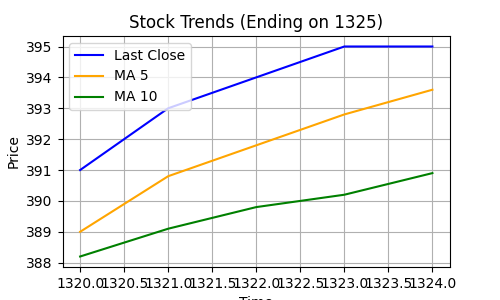 Stock Trends (Ending on 1325)
Last Close
MA 5
MA 10
Price
395
394
393
392
391
390
389
388
1320.0 1320.5 1321.0 1321.5 1322.0 1322.5 1323.0 1323.5 1324.0
Time